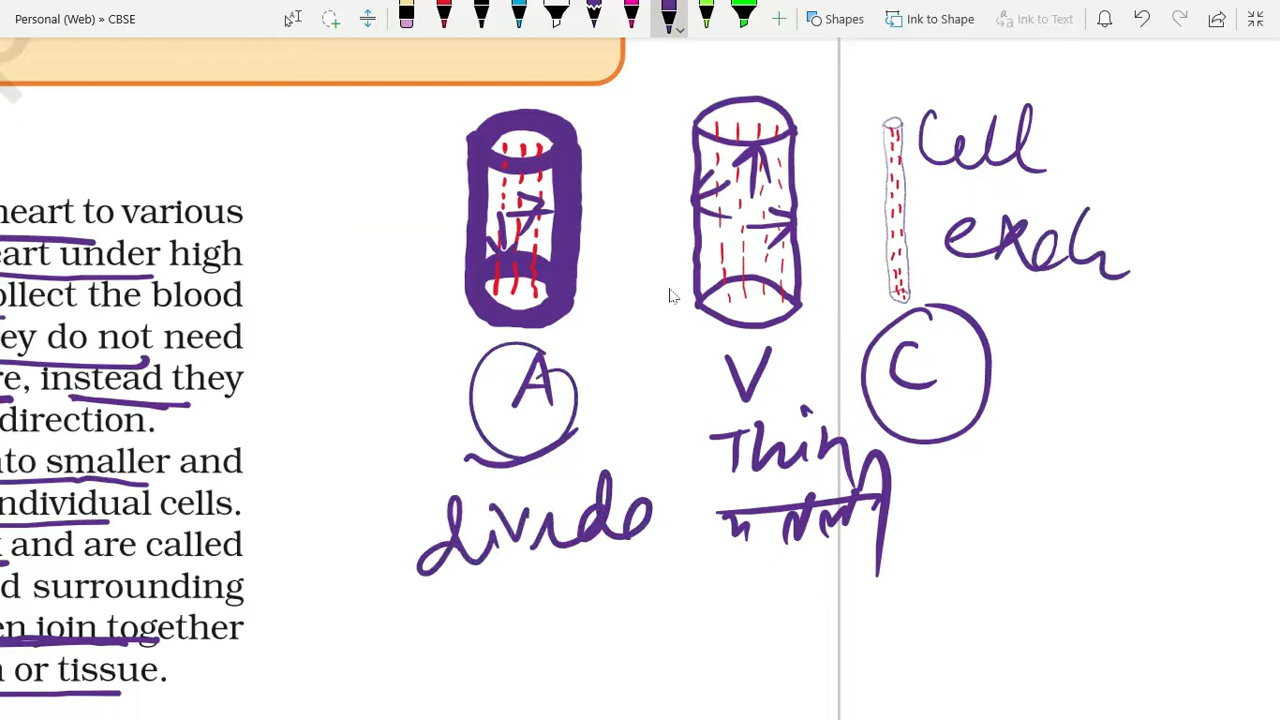 Personal (Web) » CBSE
Shapes
Ink to Shape
Ink to Text
heart to various
eart under high
ollect the blood
ey do not need
re, instead they
direction.
nto smaller and
ndividual cells.
k and are called
d surrounding
en join together
n or tissue.
Cell
exch
A
V
C
Thin
divide